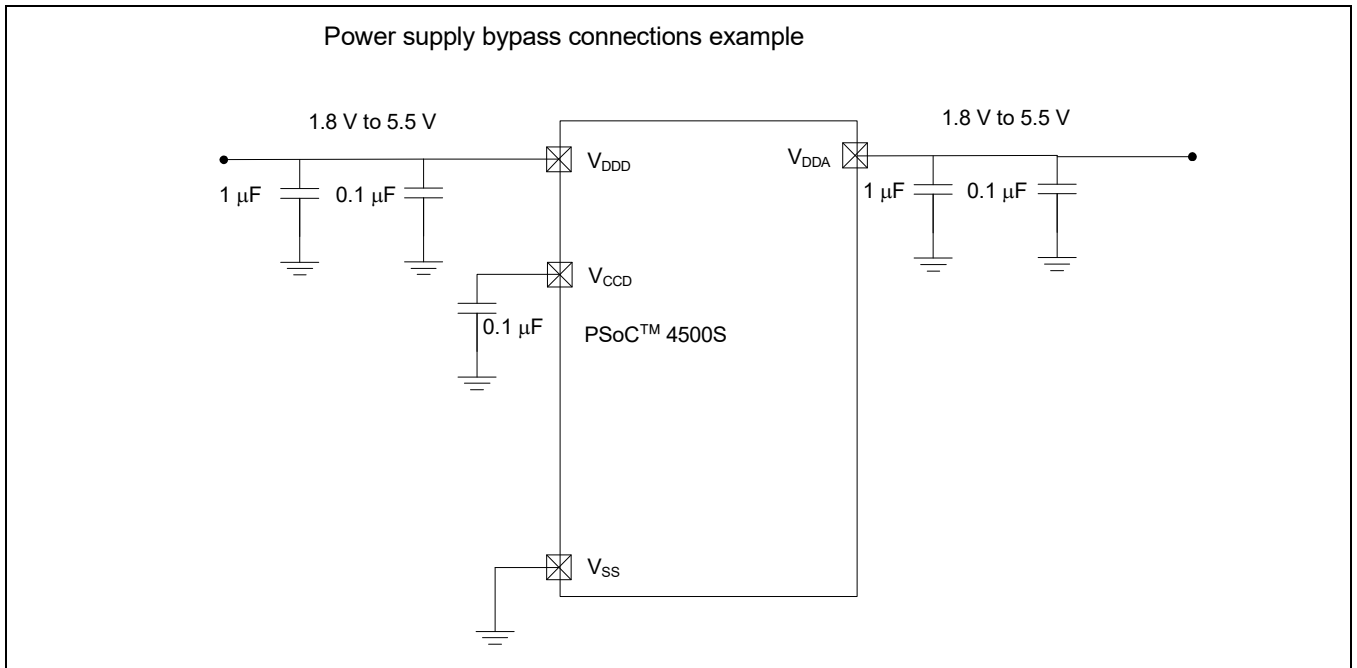 Power supply bypass connections example
1.8 V to 5.5 V
1.8 V to 5.5 V
VDDD
VDDA
1 μF
0.1 μF
1 μF
0.1 μF
VCCD
0.1 μF
PSoC™ 4500S
VSS